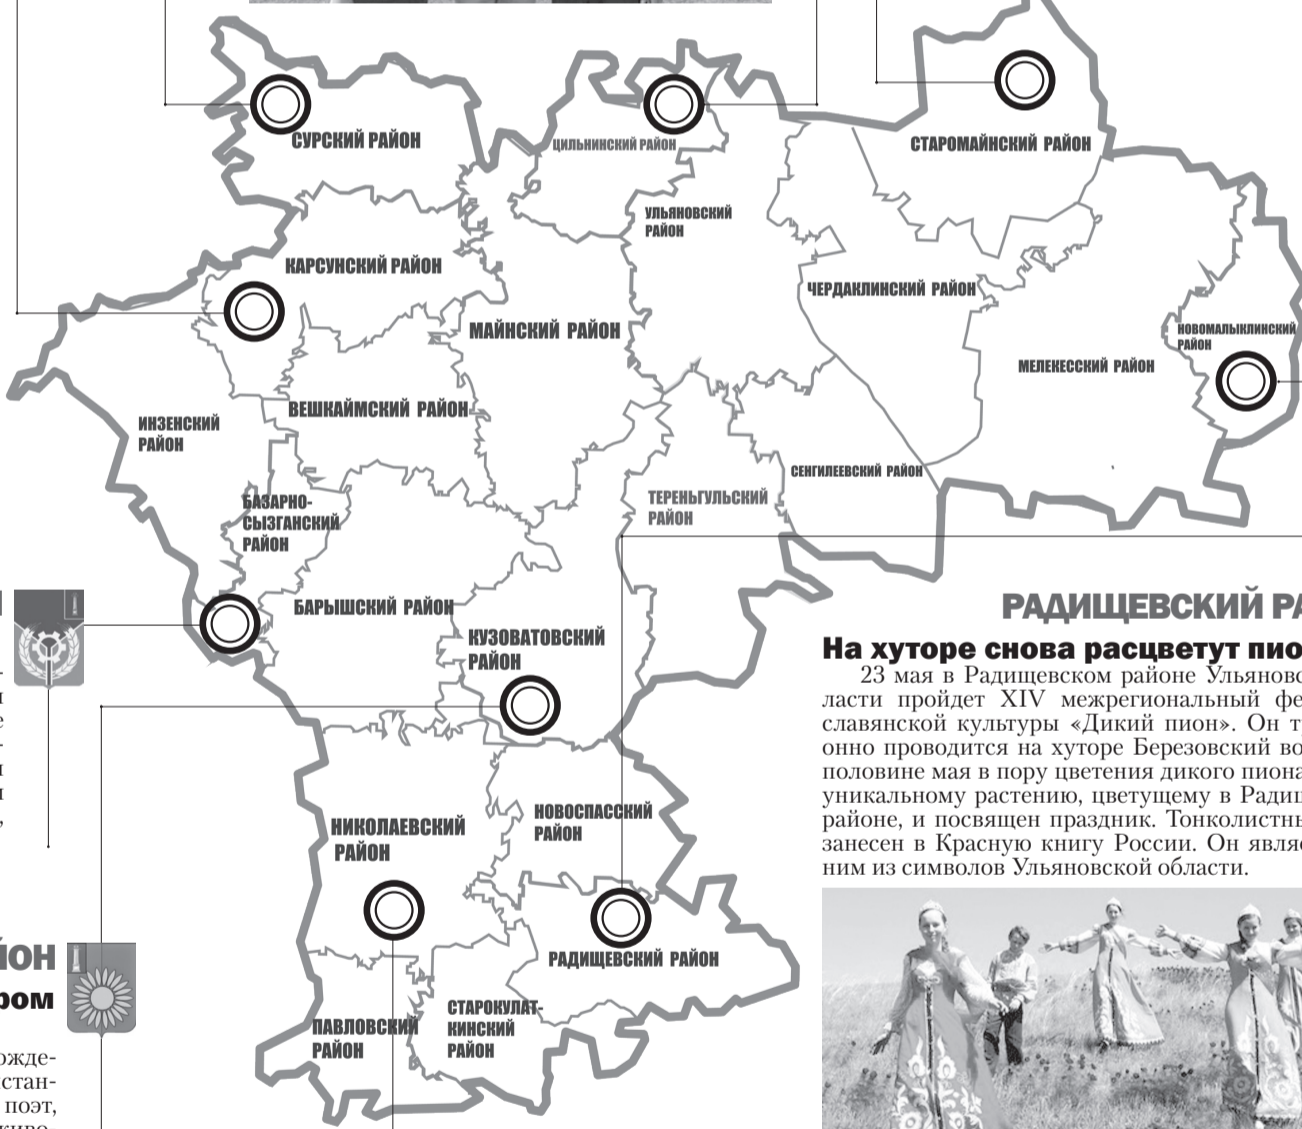 СУРСКИЙ РАЙОН
ЦИЛЬНИНСКИЙ РАЙОН
СТАРОМАЙНСКИЙ РАЙОН
УЛЬЯНОВСКИЙ
РАЙОН
КАРСУНСКИЙ РАЙОН
ЧЕРДАКЛИНСКИЙ РАЙОН
МАЙНСКИЙ РАЙОН
НОВОМАЛЫКЛИНСКИЙ
РАЙОН
МЕЛЕКЕССКИЙ РАЙОН
ВЕШКАЙМСКИЙ РАЙОН
ИНЗЕНСКИЙ
РАЙОН
СЕНГИЛЕЕВСКИЙ РАЙОН
БАЗАРНО-
СЫЗГАНСКИЙ
РАЙОН
ТЕРЕНЬГУЛЬСКИЙ
РАЙОН
БАРЫШСКИЙ РАЙОН
КУЗОВАТОВСКИЙ
РАЙОН
НОВОСПАССКИЙ
РАЙОН
НИКОЛАЕВСКИЙ
РАЙОН
РАДИЩЕВСКИЙ РАЙОН
СТАРОКУЛАТ-
КИНСКИЙ
РАЙОН
ПАВЛОВСКИЙ
РАЙОН
РАДИЩЕВСКИЙ РА
На хуторе снова расцветут пио
23 мая в Радищевском районе Ульяновс
ласти пройдет XIV межрегиональный фе
славянской культуры «Дикий пион». Он т
онно проводится на хуторе Березовский во
половине мая в пору цветения дикого пиона
уникальному растению, цветущему в Радищ
районе, и посвящен праздник. Тонколистны
занесен в Красную книгу России. Он являе
ним из символов Ульяновской области.
ЙОН
ром
ожде-
стан-
поэт,